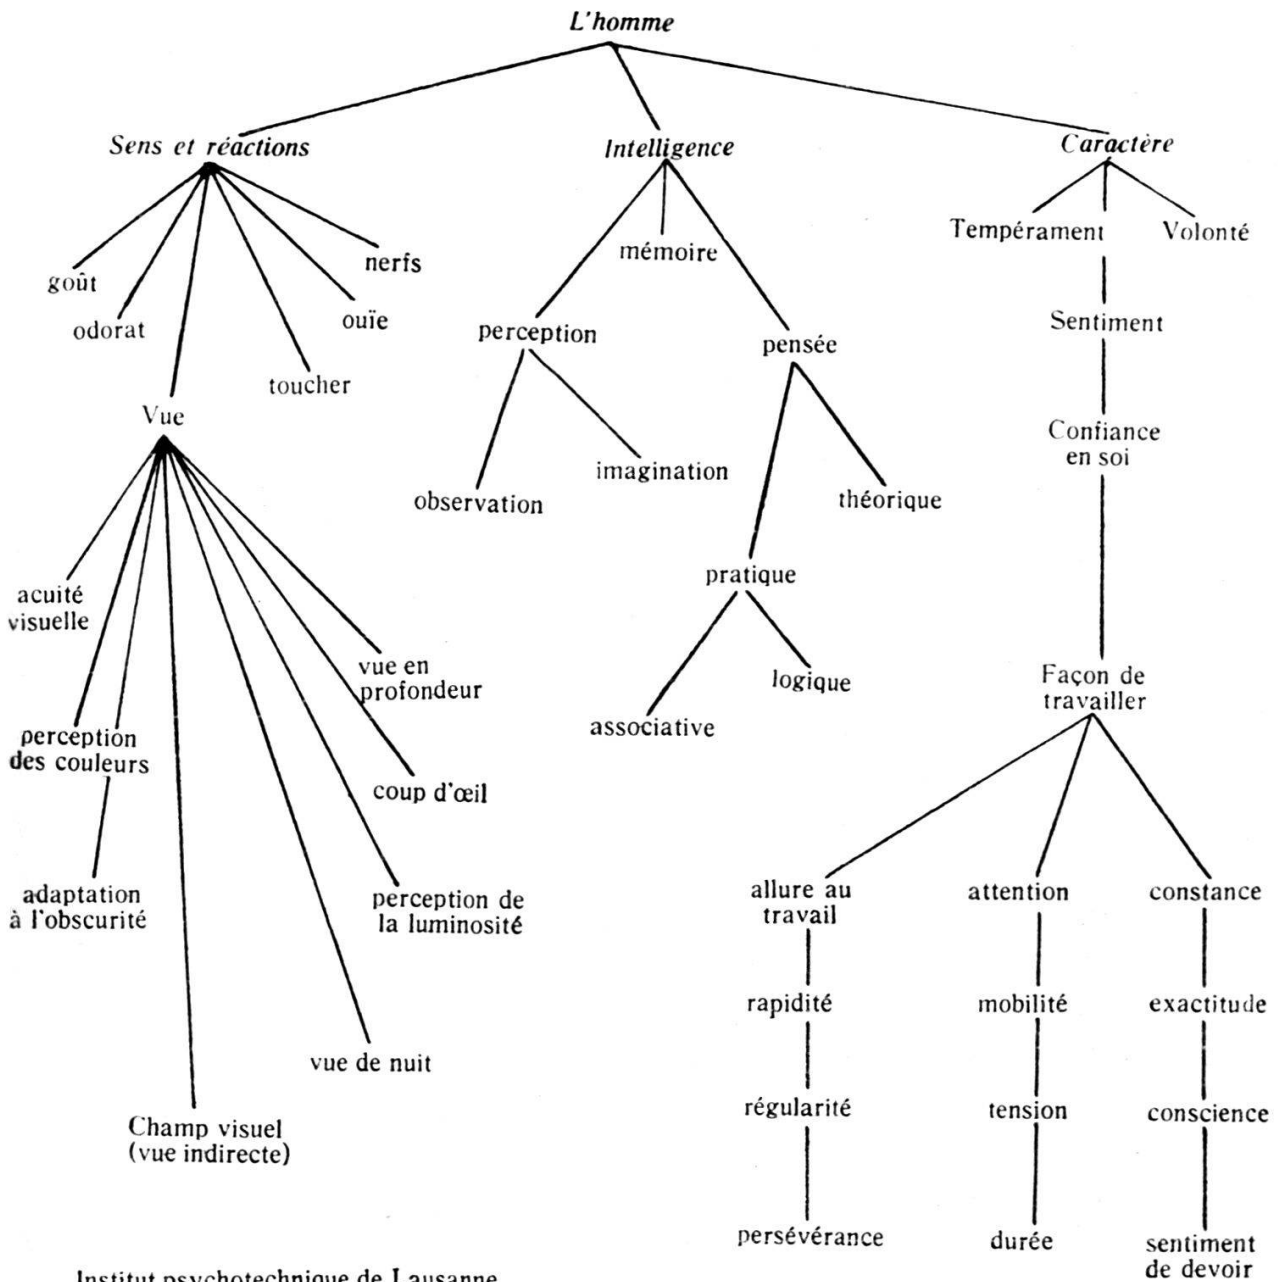 L'homme
Sens et réactions
Intelligence
Caractère
goût
odorat
Vue
toucher
ouïe
nerfs
mémoire
perception
pensée
observation
imagination
pratique
théorique
associative
logique
Tempérament
Volonté
Sentiment
Confiance
en soi
Façon de
travailler
acuité
visuelle
perception
des couleurs
adaptation
à l'obscurité
Champ visuel
(vue indirecte)
vue de nuit
perception de
la luminosité
coup d'œil
vue en
profondeur
allure au
travail
rapidité
régularité
persévérance
attention
mobilité
tension
durée
constance
exactitude
conscience
sentiment
de devoir
Institut psychotechnique de Lausanne